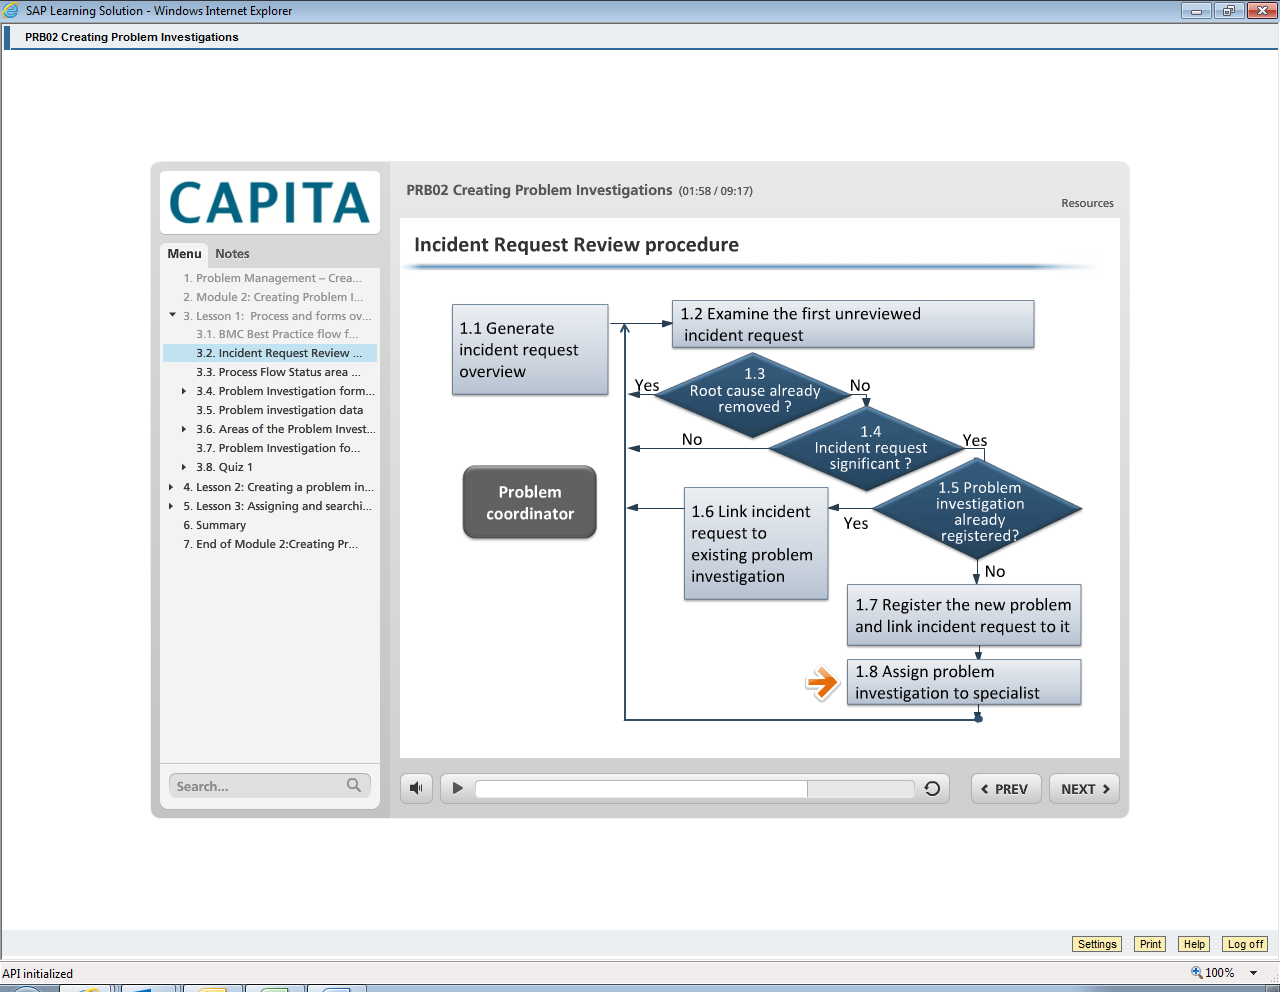 SAP Learning Solution - Windows Internet Explorer
PRB02 Creating Problem Investigations
CAPITA
PRB02 Creating Problem Investigations (01:58 / 09:17)
Resources
Menu
Notes
1. Problem Management – Crea...
2. Module 2: Creating Problem I...
3. Lesson 1:  Process and forms ov...
3.1. BMC Best Practice flow f...
3.2. Incident Request Review ...
3.3. Process Flow Status area ...
3.4. Problem Investigation form...
3.5. Problem investigation data
3.6. Areas of the Problem Invest...
3.7. Problem Investigation fo...
3.8. Quiz 1
4. Lesson 2: Creating a problem in...
5. Lesson 3: Assigning and searchi...
6. Summary
7. End of Module 2:Creating Pr...
Search...
Incident Request Review procedure
1.1 Generate
incident request
overview
1.2 Examine the first unreviewed
incident request
1.3
Root cause already
removed ?
Yes
No
1.4
Incident request
significant ?
No
Yes
Problem
coordinator
1.5 Problem
investigation
already
registered?
Yes
No
1.6 Link incident
request to
existing problem
investigation
1.7 Register the new problem
and link incident request to it
1.8 Assign problem
investigation to specialist
PREV
NEXT
Settings
Print
Help
Log off
API initialized
100%